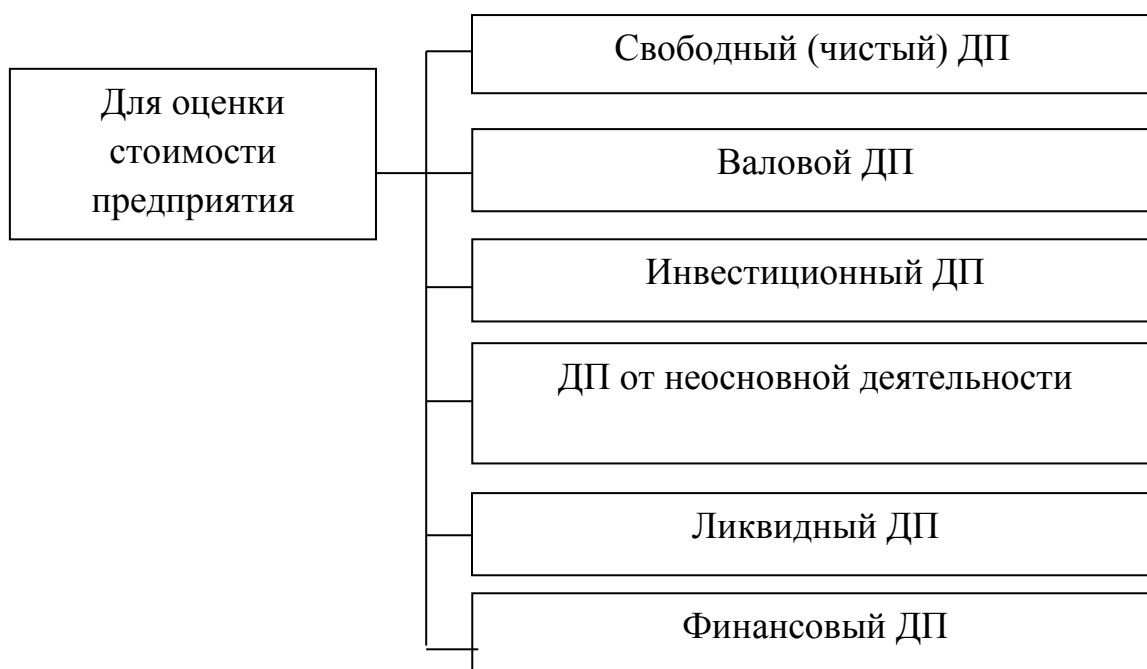 Для оценки
стоимости
предприятия
Свободный (чистый) ДП
Валовой ДП
Инвестиционный ДП
ДП от неосновной деятельности
Ликвидный ДП
Финансовый ДП